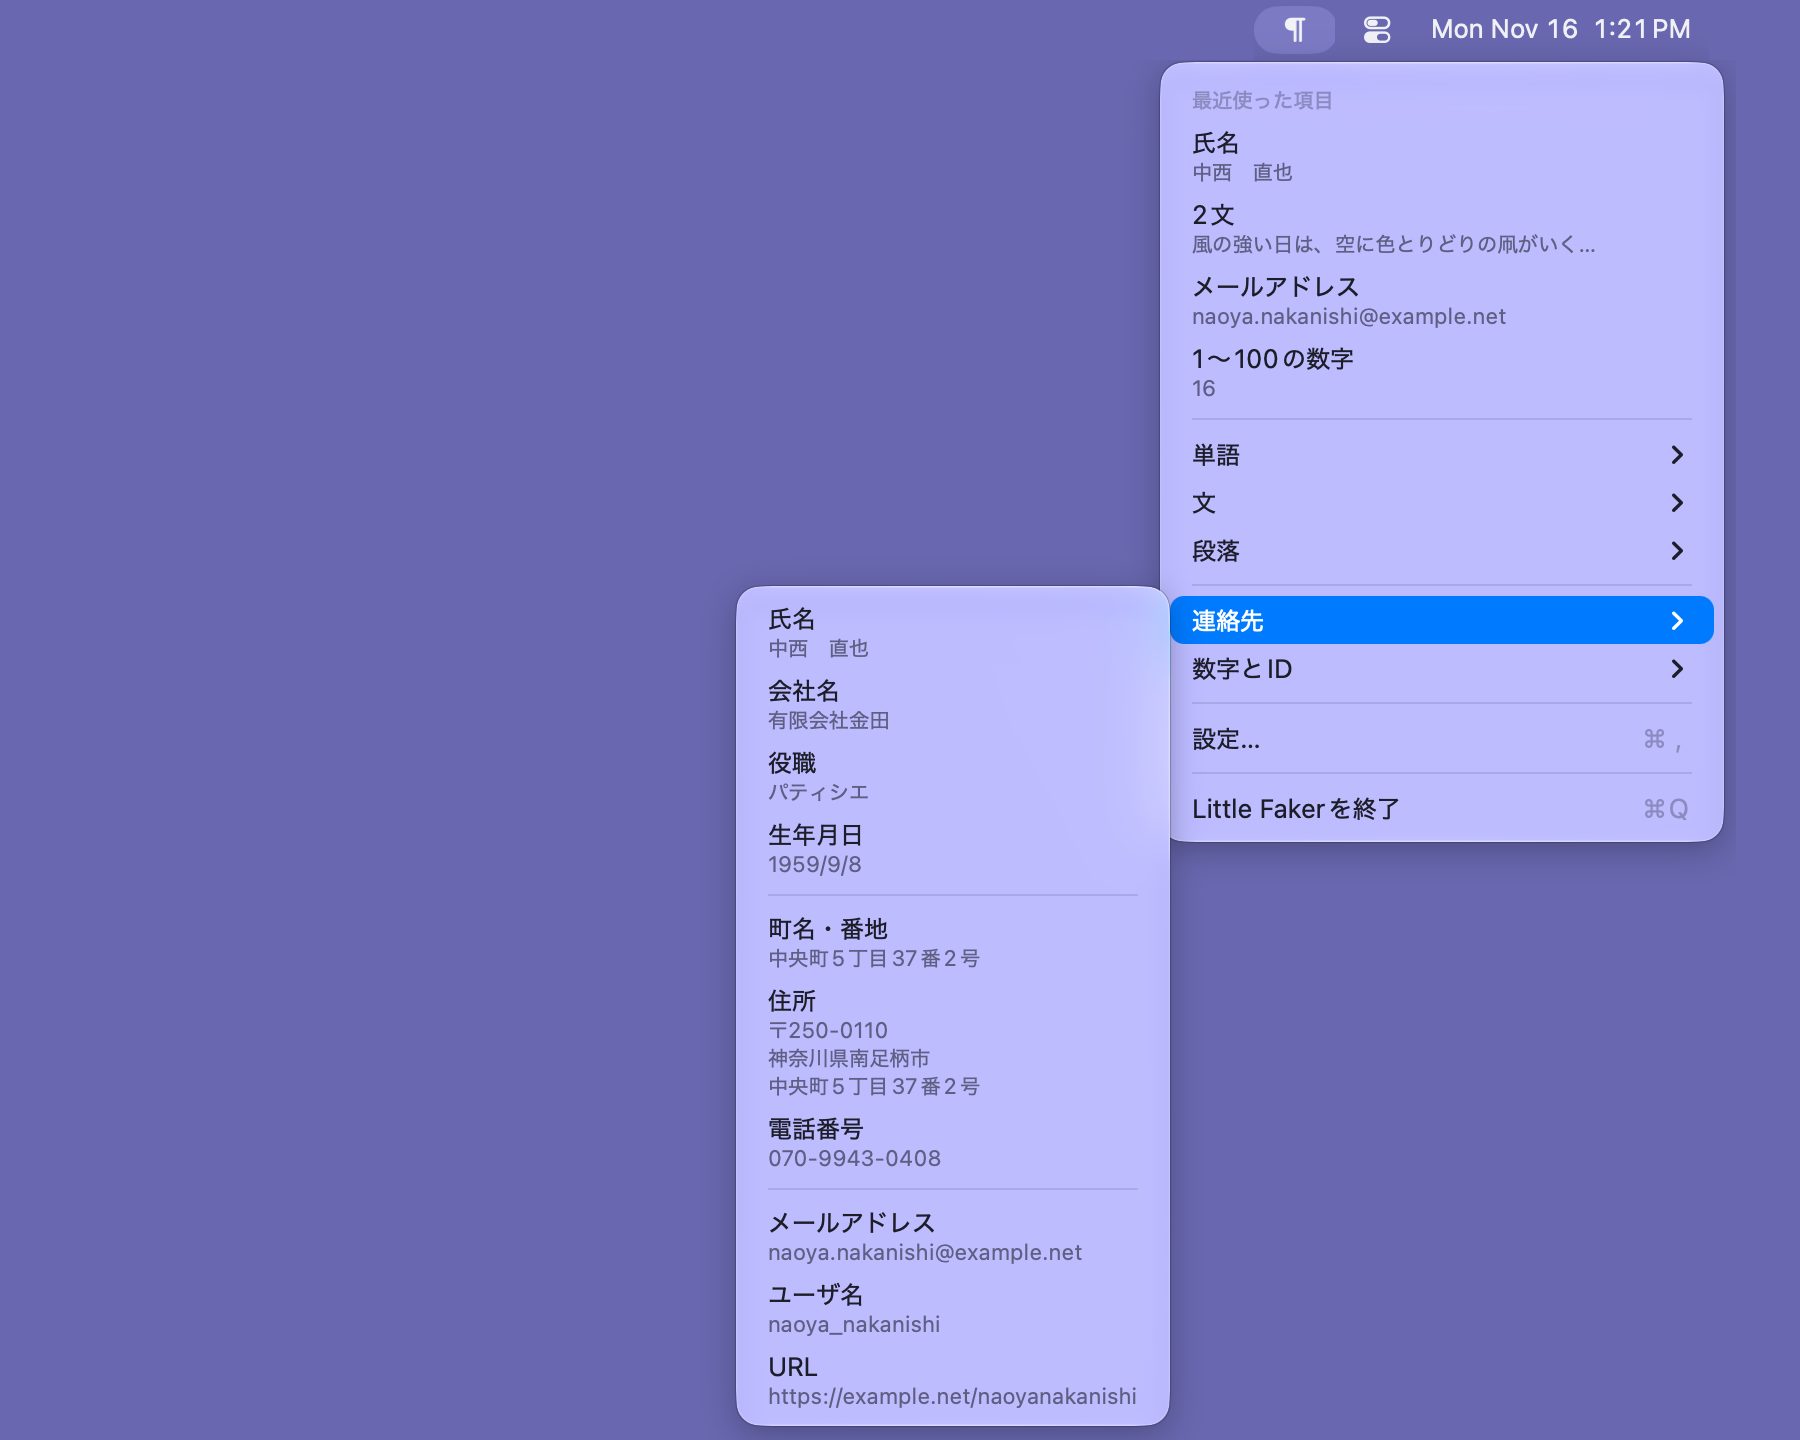 Mon Nov 16 1:21 PM
最近使った項目
氏名
中西　直也
2文
風の強い日は、空に色とりどりの凧がいく...
メールアドレス
naoya.nakanishi@example.net
1〜100の数字
16
単語
文
段落
連絡先
数字とID
設定... ⌘ ,
Little Fakerを終了 ⌘Q
氏名
中西　直也
会社名
有限会社金田
役職
パティシエ
生年月日
1959/9/8
町名・番地
中央町5丁目37番2号
住所
〒250-0110
神奈川県南足柄市
中央町5丁目37番2号
電話番号
070-9943-0408
メールアドレス
naoya.nakanishi@example.net
ユーザ名
naoya_nakanishi
URL
https://example.net/naoyanakanishi